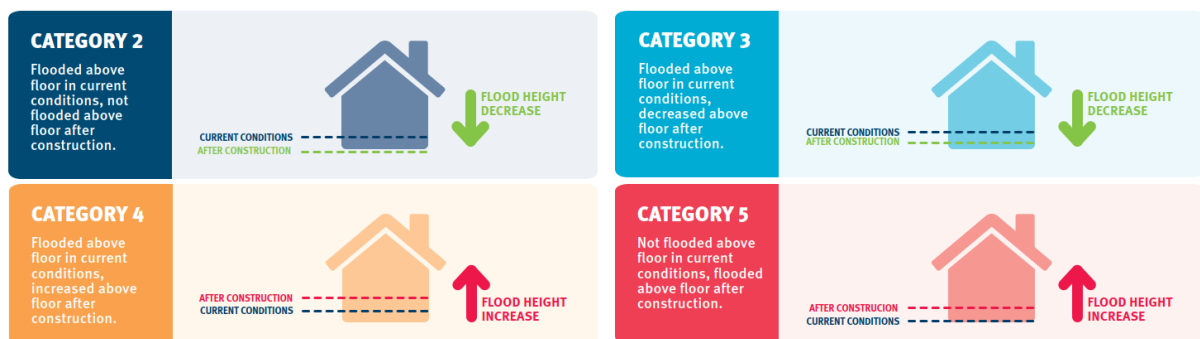 CATEGORY 2
Flooded above
floor in current
conditions, not
flooded above
floor after
construction.
CURRENT CONDITIONS
AFTER CONSTRUCTION
FLOOD HEIGHT
DECREASE
CATEGORY 3
Flooded above
floor in current
conditions,
decreased above
floor after
construction.
CURRENT CONDITIONS
AFTER CONSTRUCTION
FLOOD HEIGHT
DECREASE
CATEGORY 4
Flooded above
floor in current
conditions,
increased above
floor after
construction.
AFTER CONSTRUCTION
CURRENT CONDITIONS
FLOOD HEIGHT
INCREASE
CATEGORY 5
Not flooded above
floor in current
conditions, flooded
above floor after
construction.
AFTER CONSTRUCION
CURRENT CONDITIONS
FLOOD HEIGHT
INCREASE